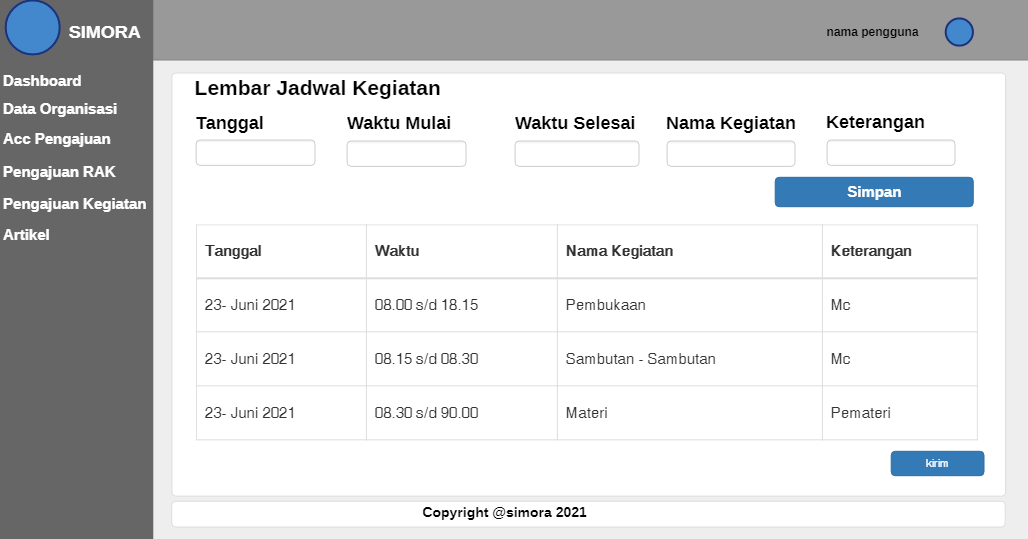 SIMORA
nama pengguna
Dashboard
Data Organisasi
Acc Pengajuan
Pengajuan RAK
Pengajuan Kegiatan
Artikel
Lembar Jadwal Kegiatan
Tanggal Waktu Mulai Waktu Selesai Nama Kegiatan Keterangan
Simpan
Tanggal Waktu Nama Kegiatan Keterangan
23- Juni 2021 08.00 s/d 18.15 Pembukaan Mc
23- Juni 2021 08.15 s/d 08.30 Sambutan - Sambutan Mc
23- Juni 2021 08.30 s/d 90.00 Materi Pemateri
kirim
Copyright @simora 2021